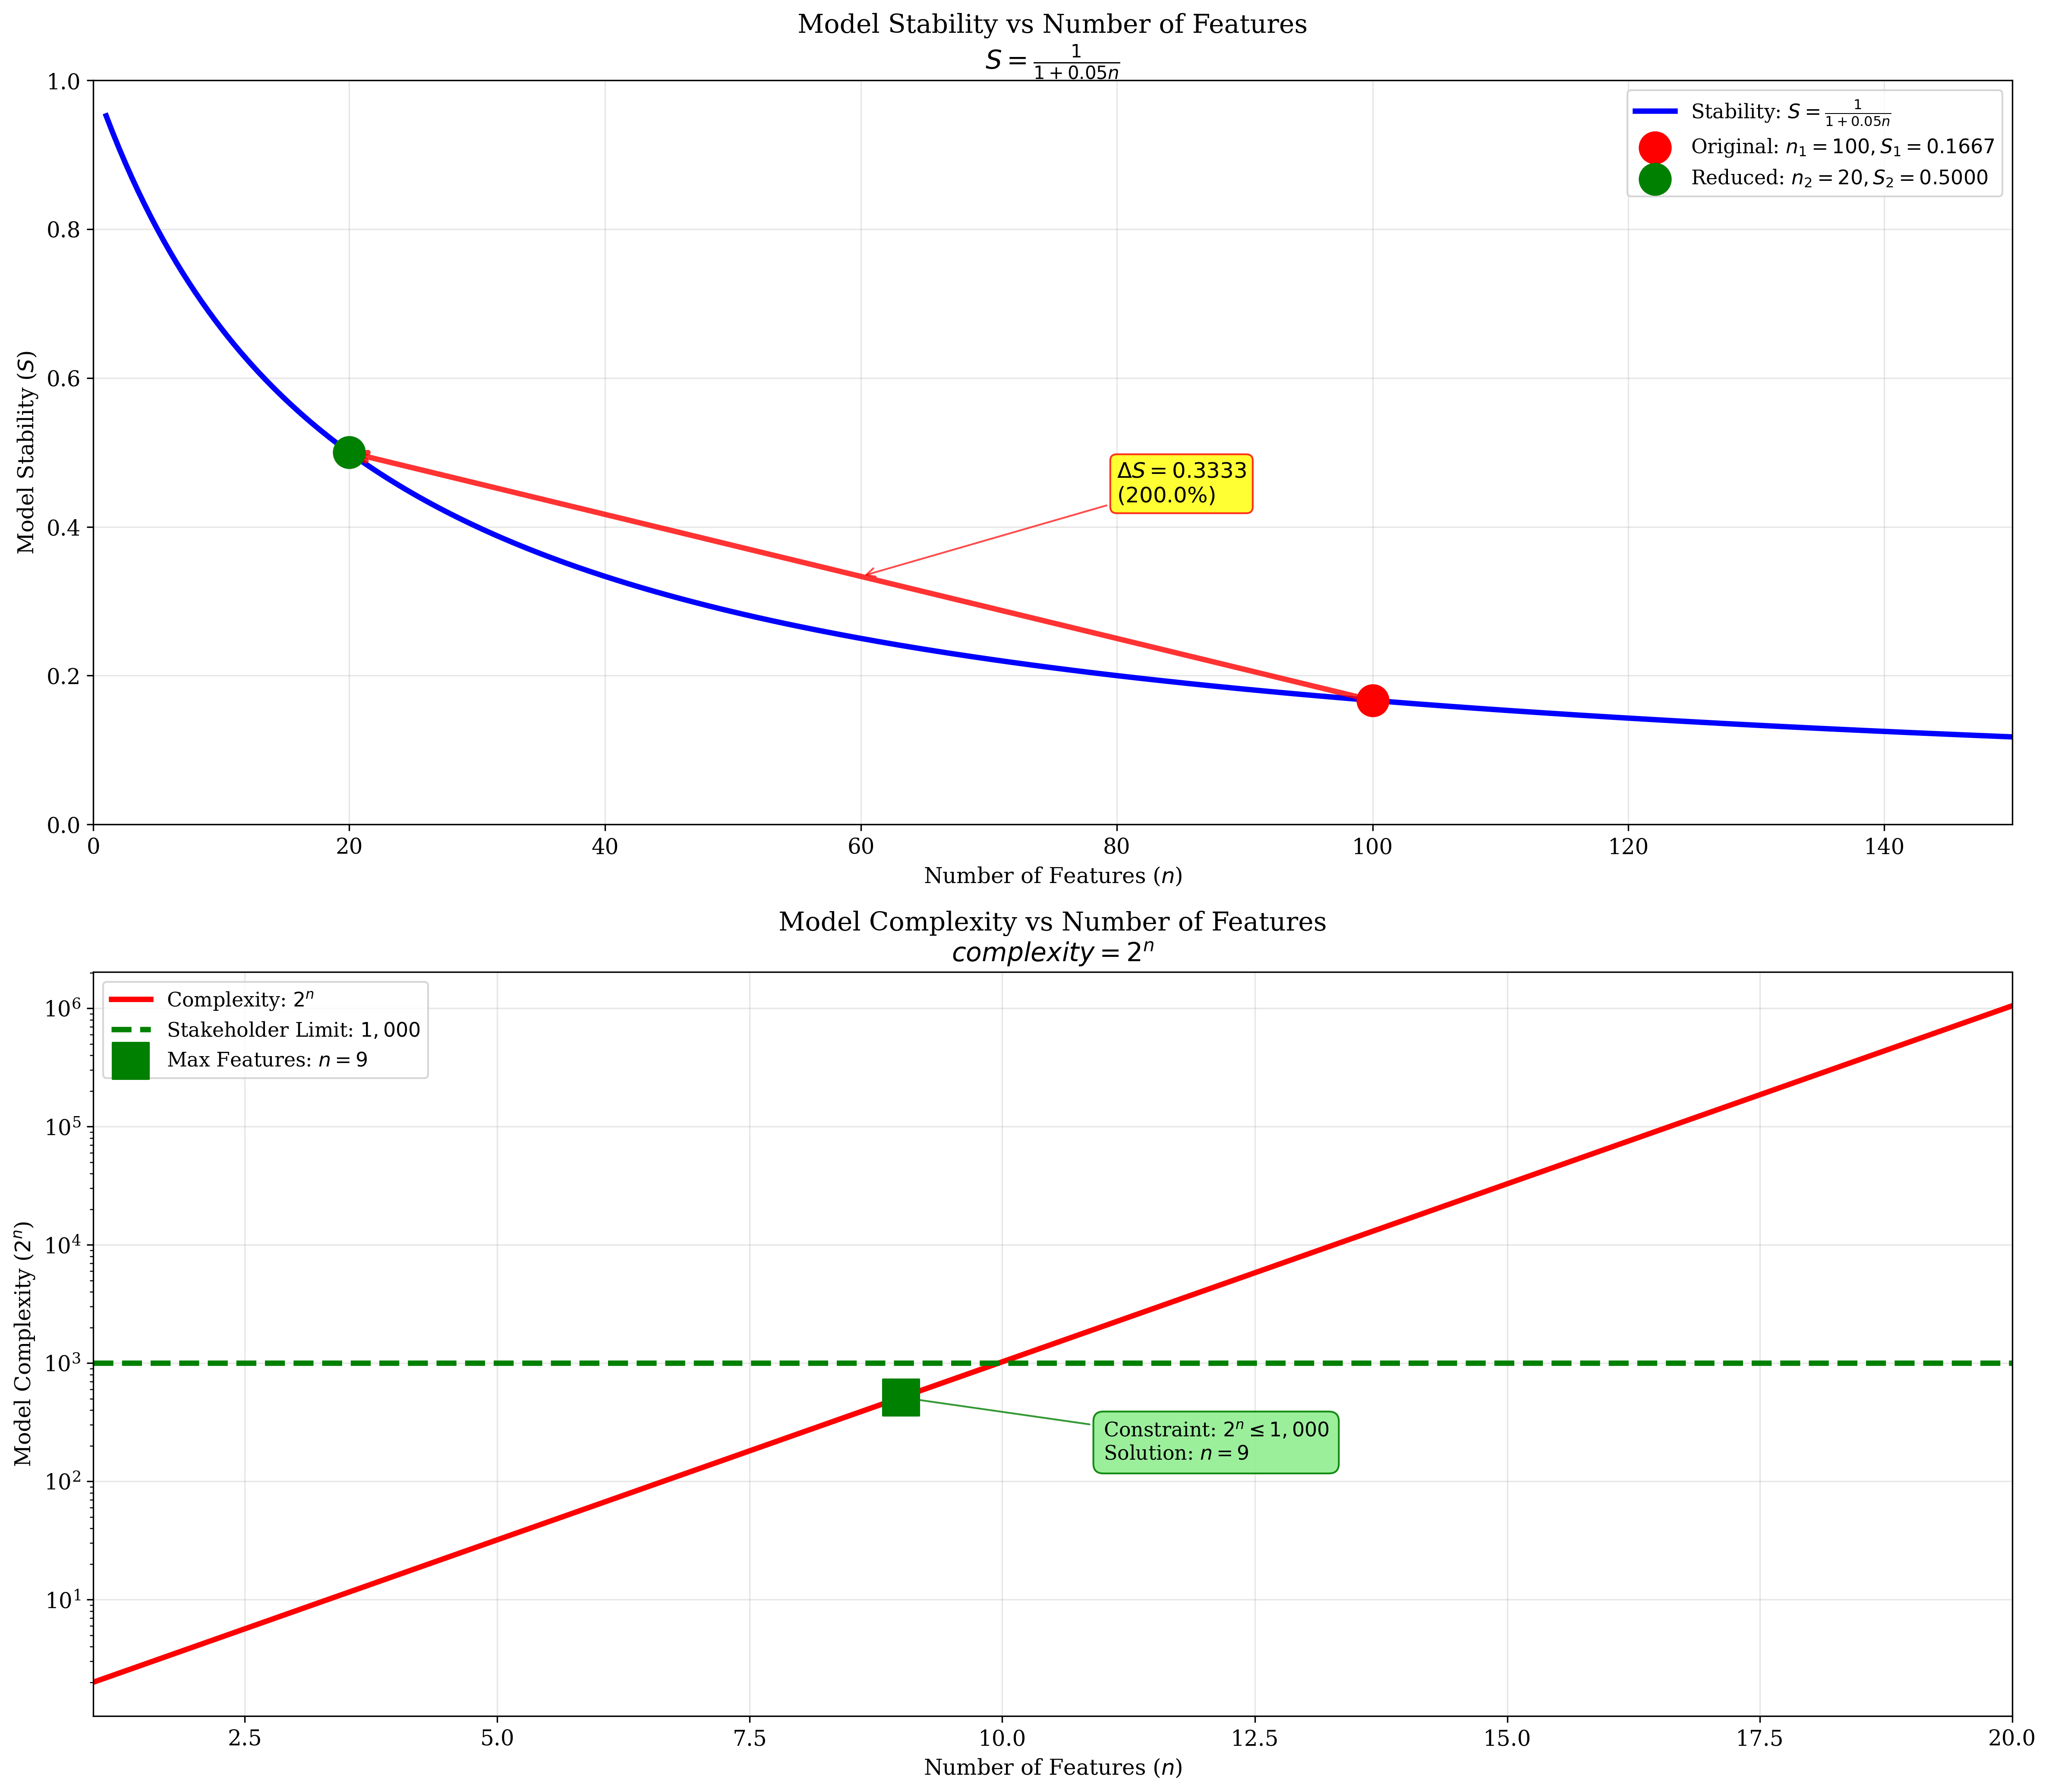 Model Stability vs Number of Features
S = \frac{1}{1+0.05n}
Stability: S = \frac{1}{1+0.05n}
Original: n₁ = 100, S₁ = 0.1667
Reduced: n₂ = 20, S₂ = 0.5000
ΔS = 0.3333
(200.0%)
Model Stability (S)
1.0
0.8
0.6
0.4
0.2
0.0
0 20 40 60 80 100 120 140
Number of Features (n)
Model Complexity vs Number of Features
complexity = 2ⁿ
Complexity: 2ⁿ
Stakeholder Limit: 1,000
Max Features: n = 9
Constraint: 2ⁿ ≤ 1,000
Solution: n = 9
Model Complexity (2ⁿ)
10⁶
10⁵
10⁴
10³
10²
10¹
2.5 5.0 7.5 10.0 12.5 15.0 17.5 20.0
Number of Features (n)